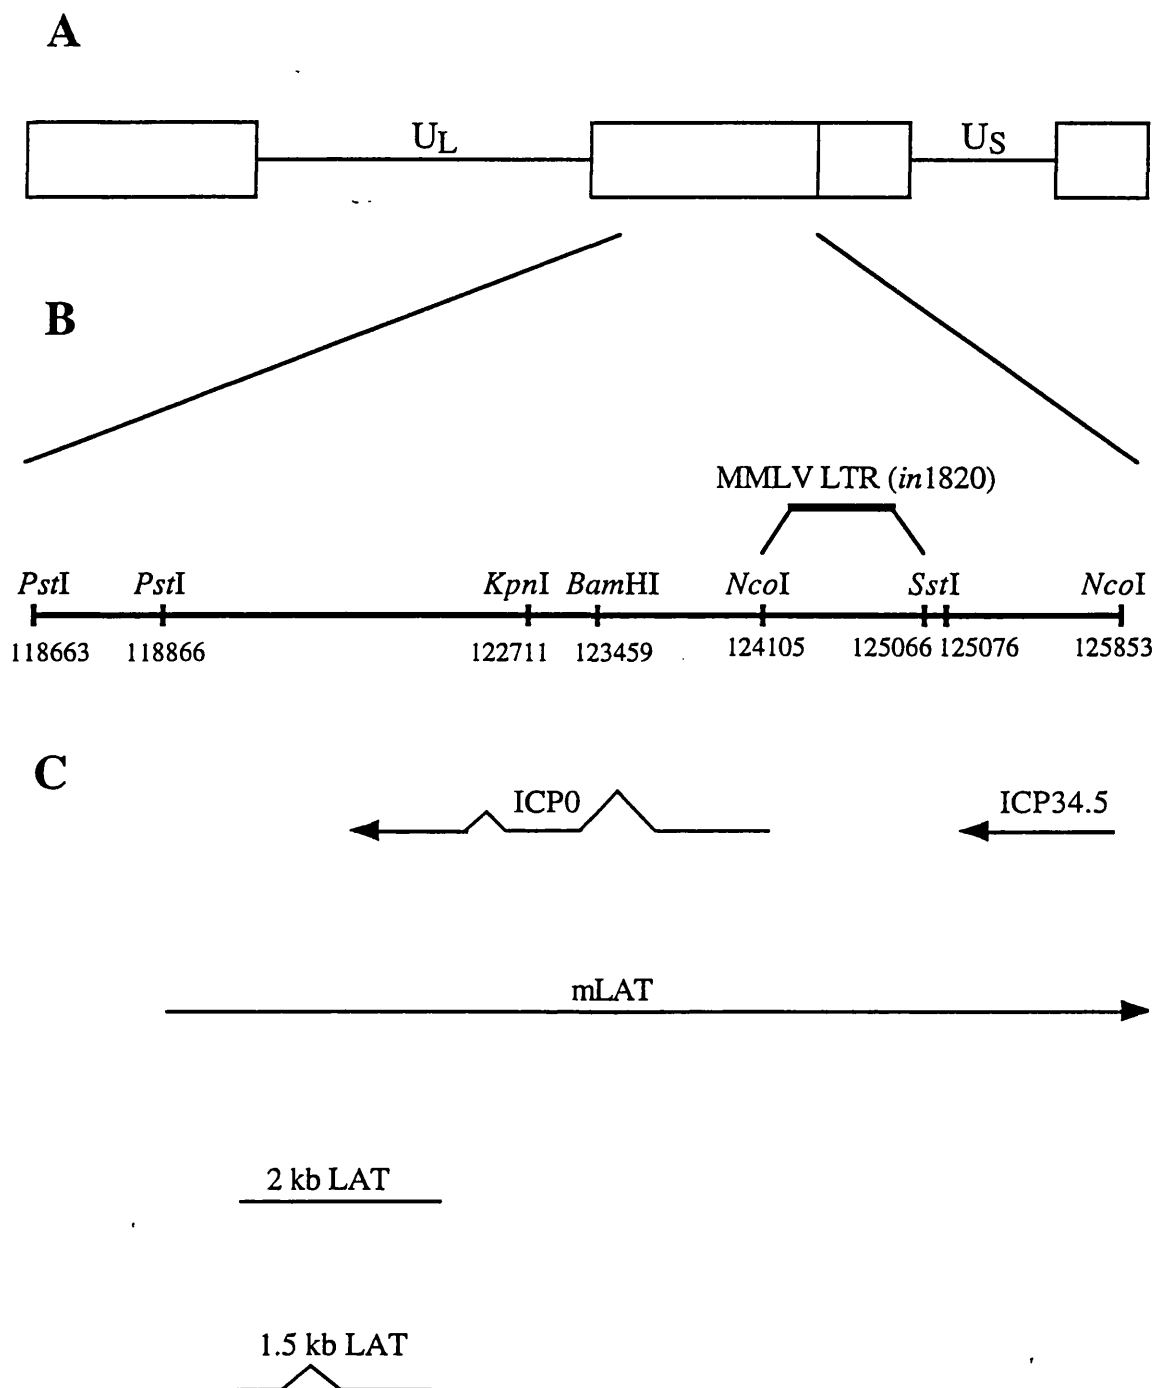 A
UL
US
B
MMLV LTR (in1820)
PstI PstI KpnI BamHI NcoI SstI NcoI
118663 118866 122711 123459 124105 125066 125076 125853
C
ICP0 ICP34.5
mLAT
2 kb LAT
1.5 kb LAT